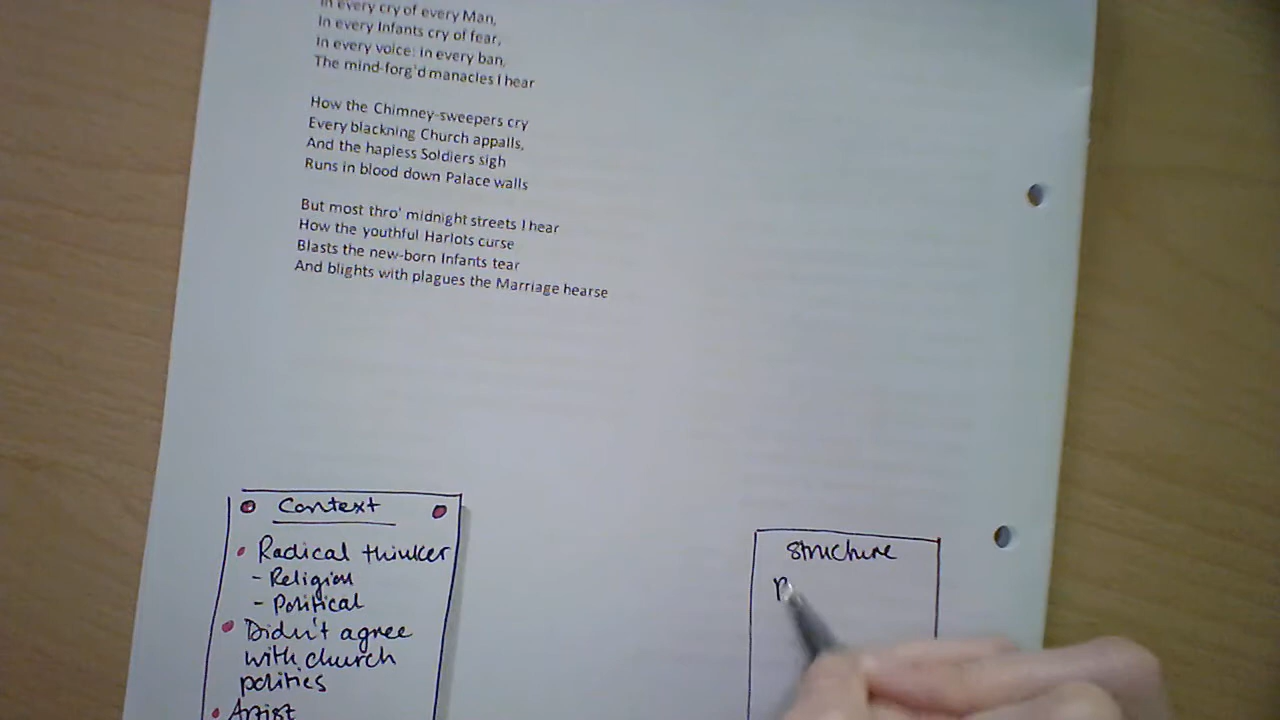 In every cry of every Man,
In every Infants cry of fear,
In every voice: in every ban,
The mind-forg'd manacles I hear
How the Chimney-sweepers cry
Every blackning Church appalls,
And the hapless Soldiers sigh
Runs in blood down Palace walls
But most thro' midnight streets I hear
How the youthful Harlots curse
Blasts the new-born Infants tear
And blights with plagues the Marriage hearse
Context
• Radical thinker
- Religion
- Political
• Didn't agree
with church
politics
• Artist
Structure